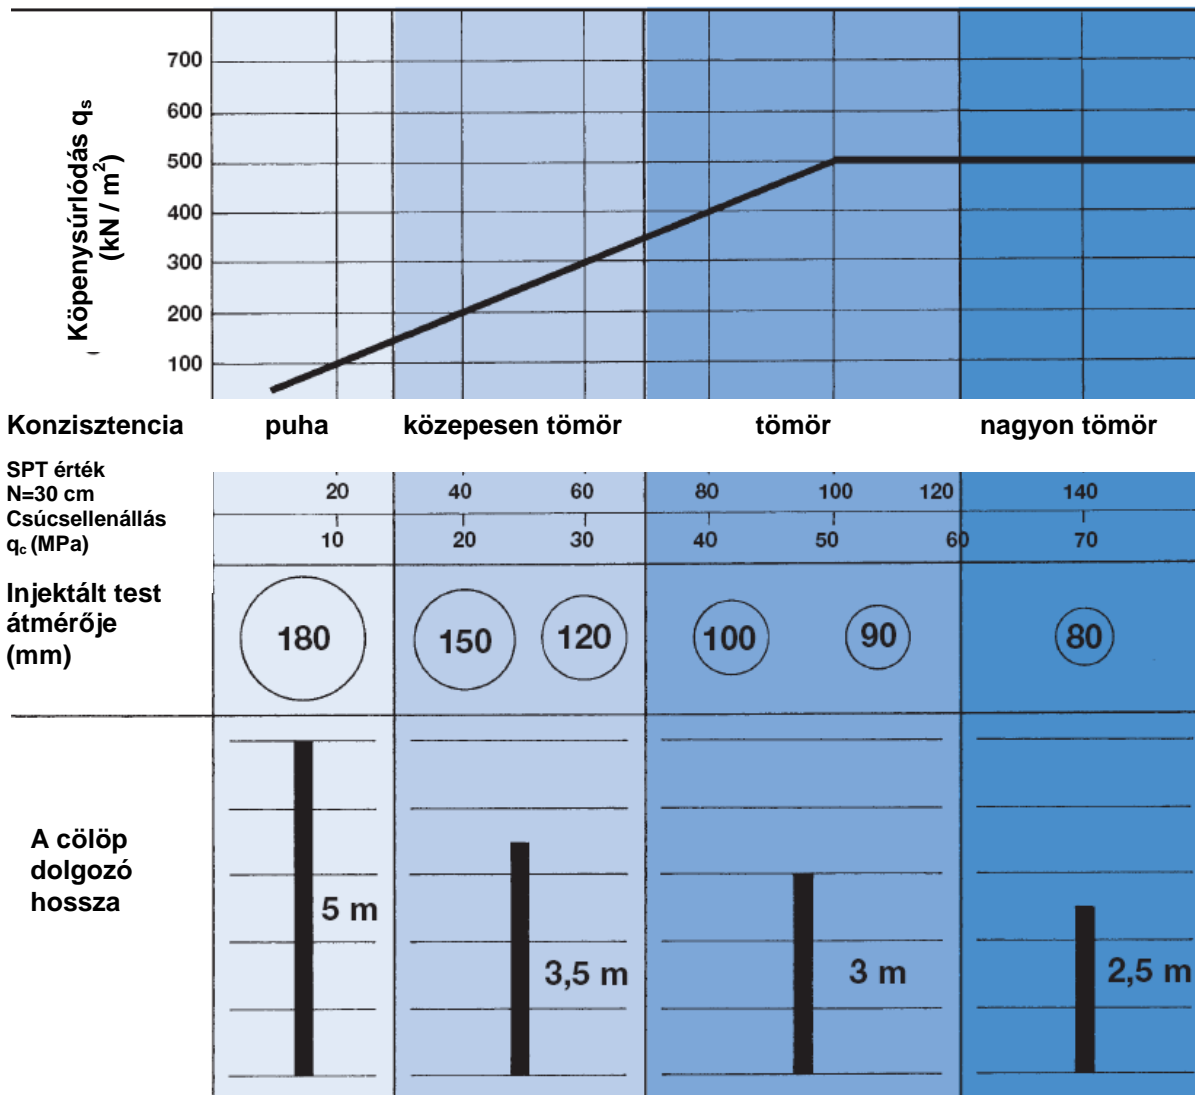 Köpenysúrlódás qs
(kN / m²)
700
600
500
400
300
200
100
Konzisztencia puha közepesen tömör tömör nagyon tömör
SPT érték
N=30 cm
20 40 60 80 100 120 140
Csúcsellenállás
qc (MPa)
10 20 30 40 50 60 70
Injektált test
átmérője
(mm)
180 150 120 100 90 80
A cölöp
dolgozó
hossza
5 m 3,5 m 3 m 2,5 m